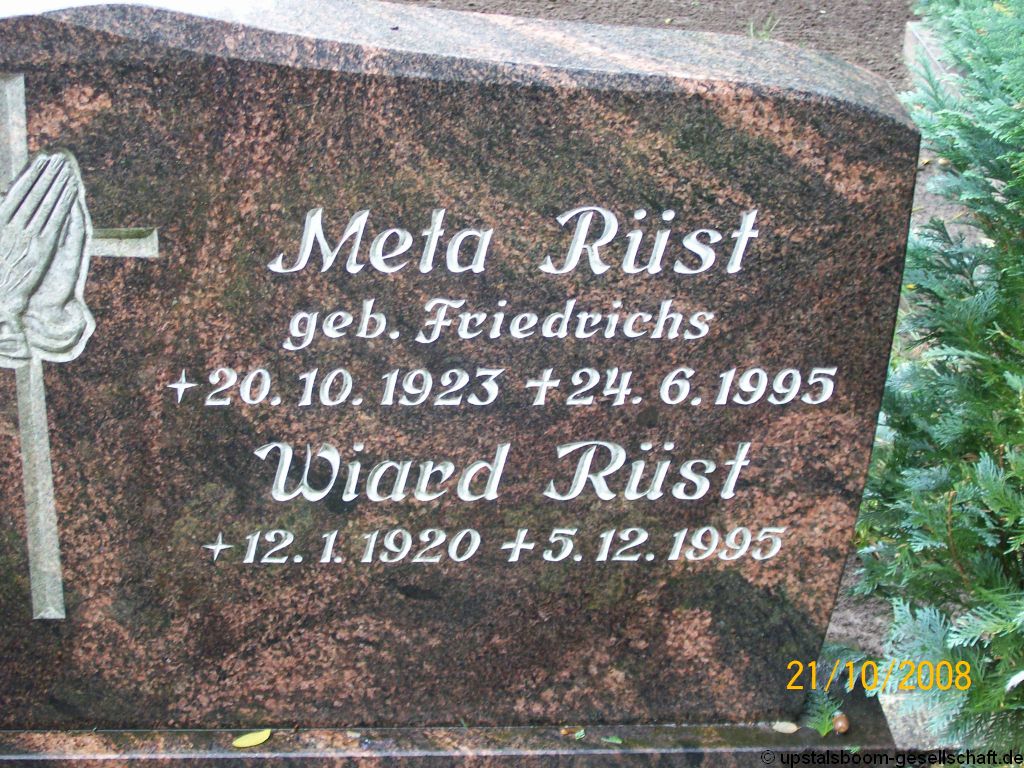 Meta Rüst
geb. Friedrichs
+20. 10. 1923 +24. 6. 1995
Wiard Rüst
+12. 1. 1920 +5. 12. 1995
21/10/2008
© upstalsboom-gesellschaft.de